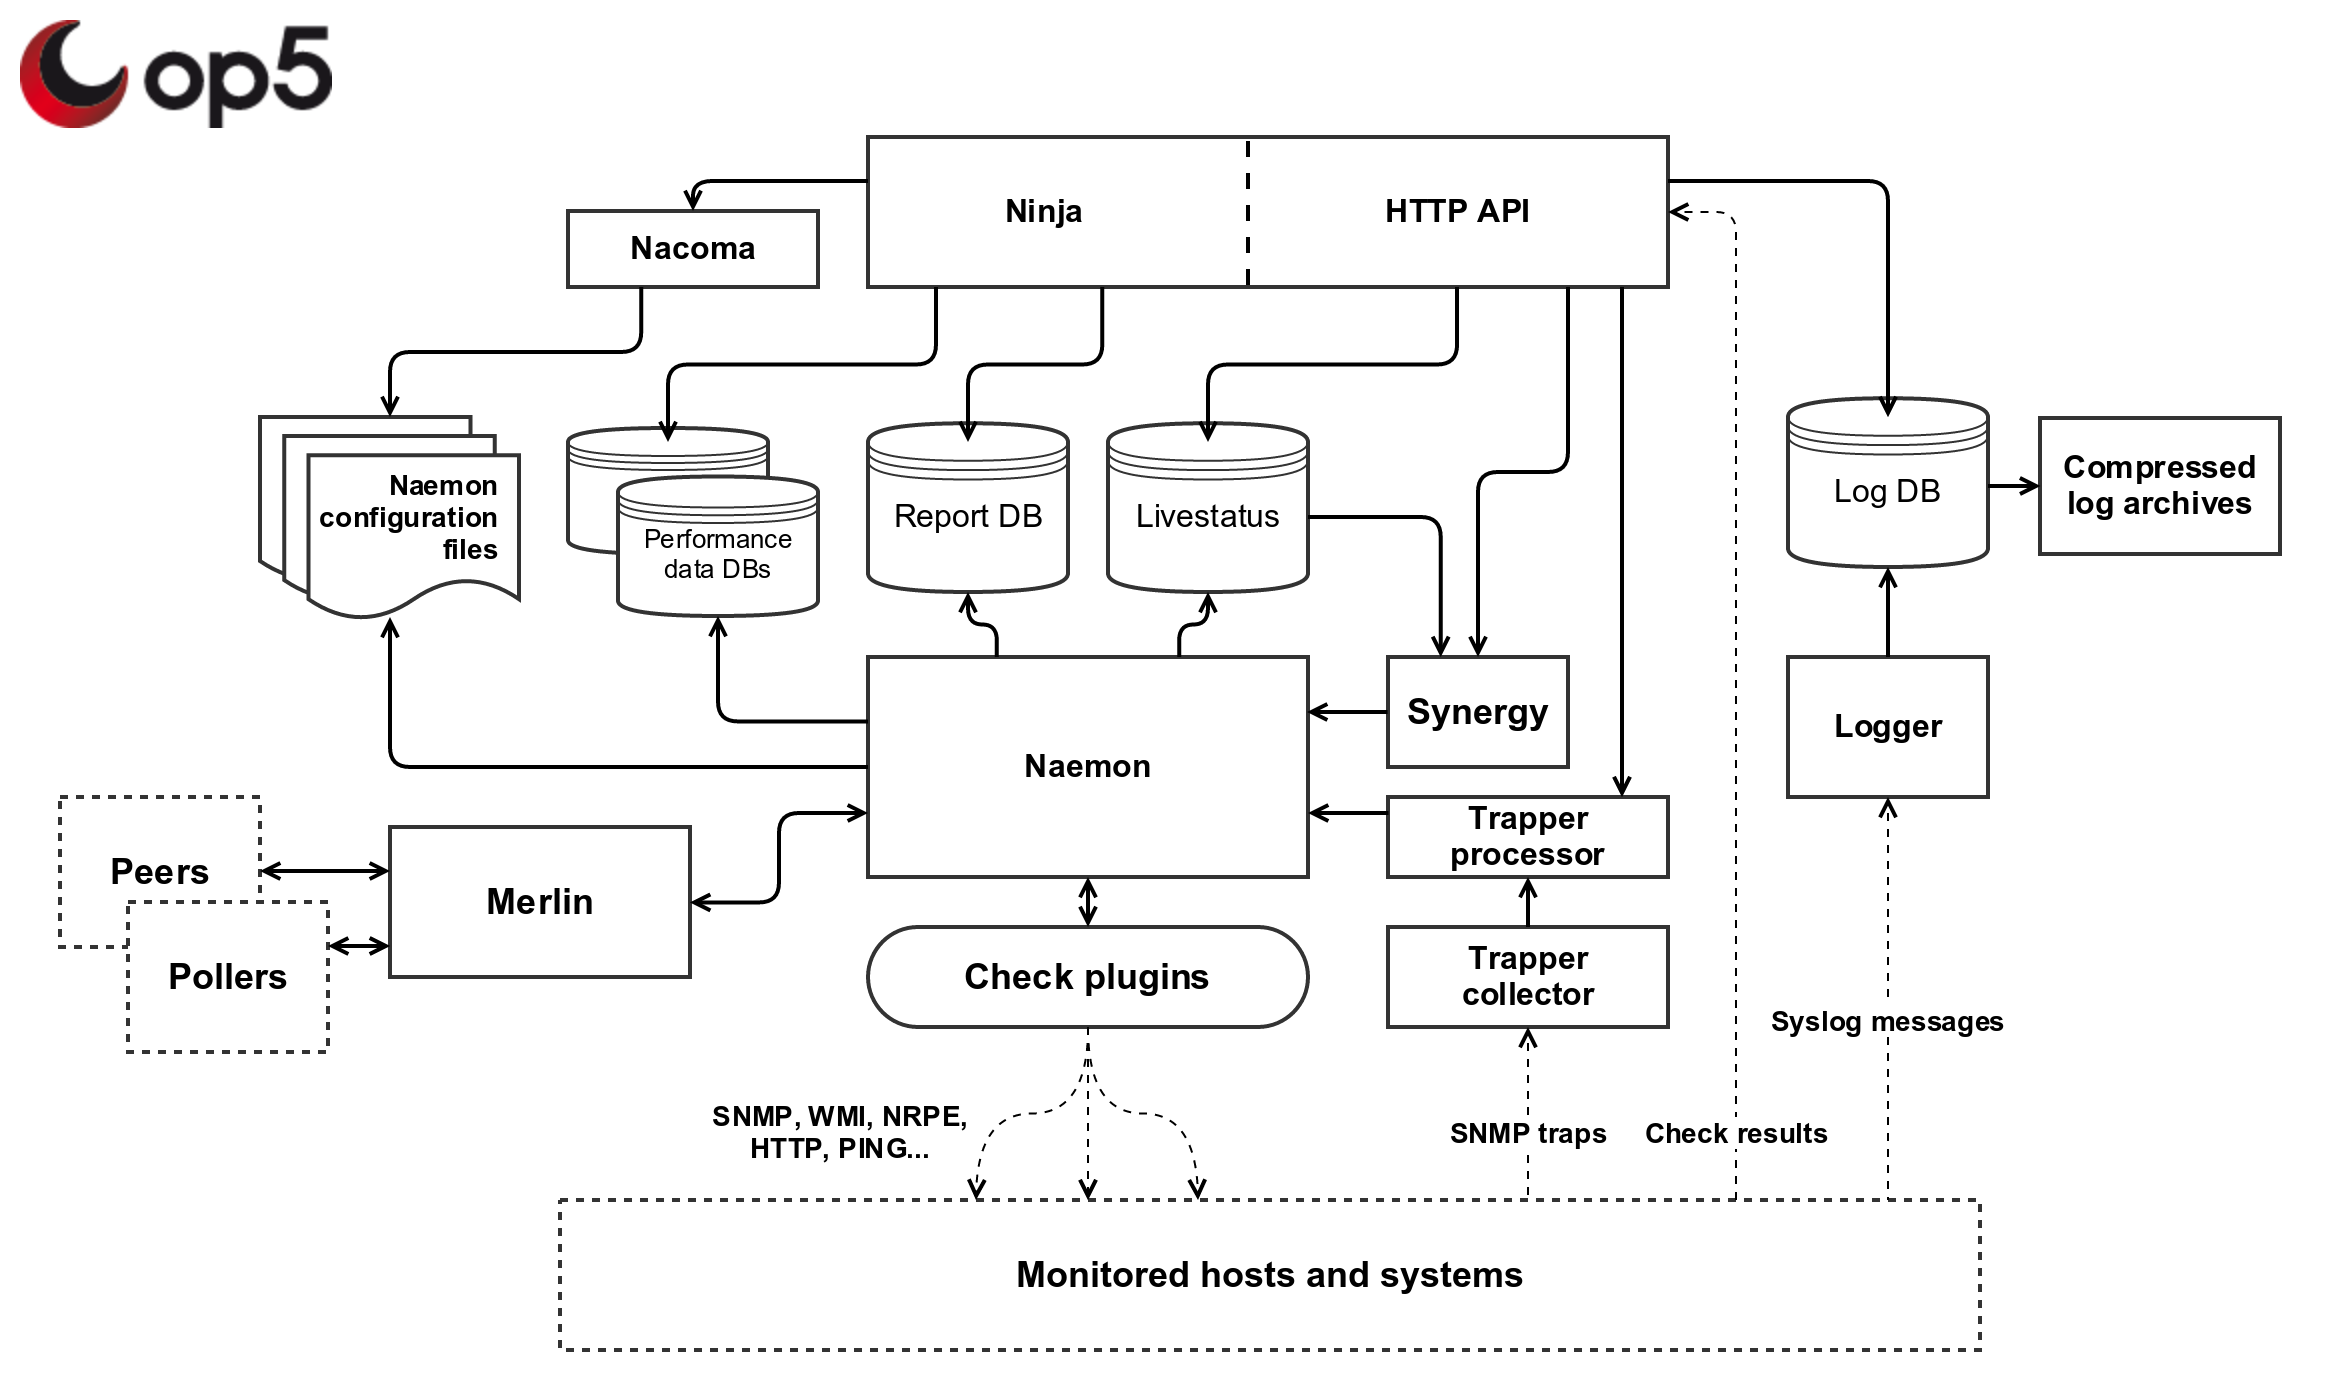 op5
Ninja
HTTP API
Nacoma
Naemon
configuration
files
Performance
data DBs
Report DB
Livestatus
Log DB
Compressed
log archives
Naemon
Synergy
Logger
Trapper
processor
Peers
Merlin
Pollers
Check plugins
Trapper
collector
Syslog messages
SNMP, WMI, NRPE,
HTTP, PING...
SNMP traps
Check results
Monitored hosts and systems